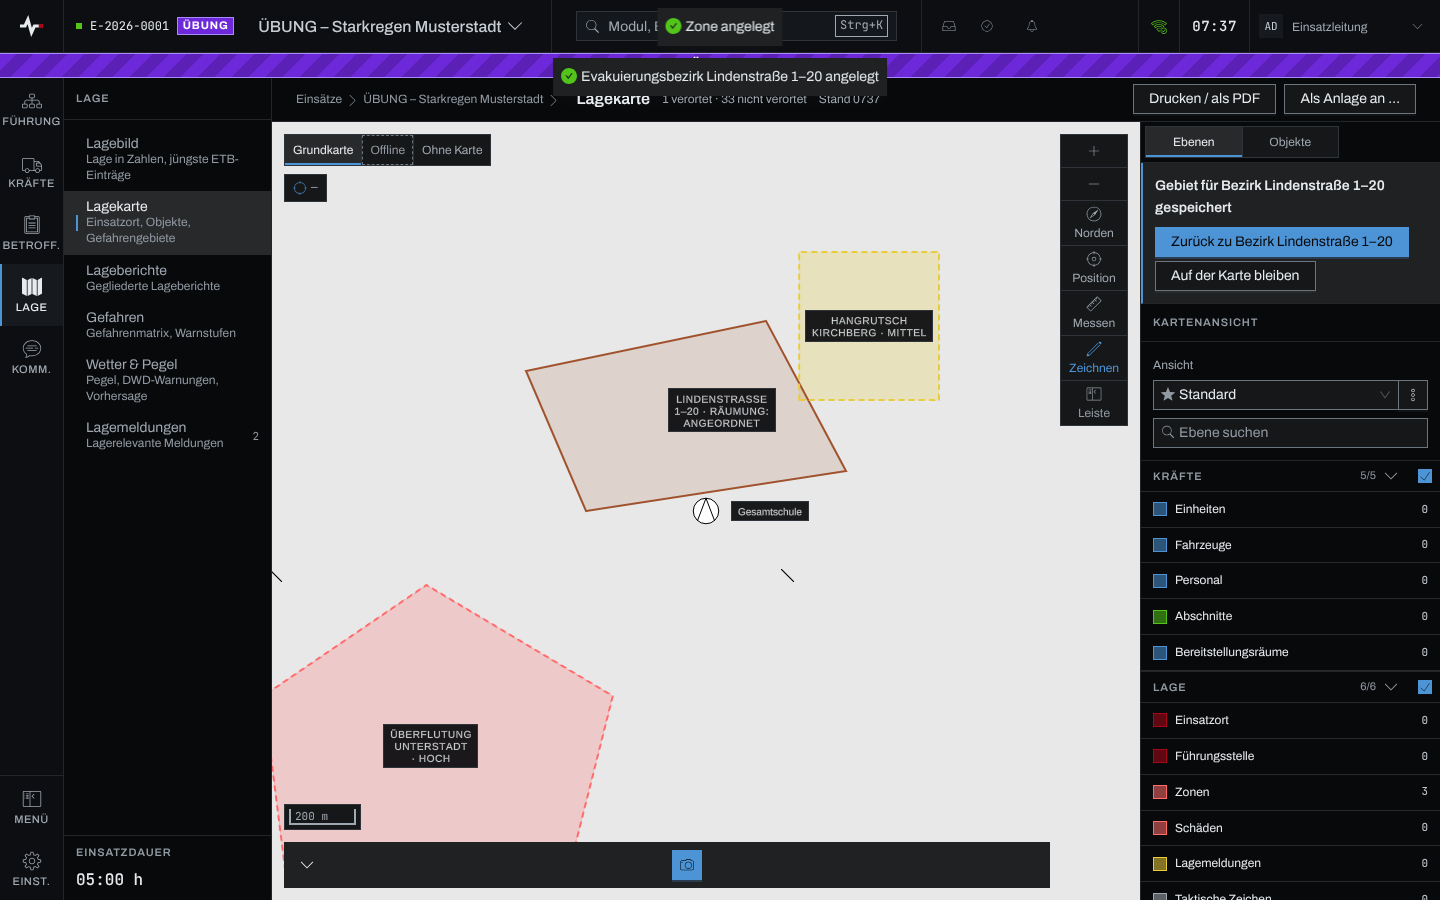 E-2026-0001
ÜBUNG
ÜBUNG – Starkregen Musterstadt
Modul, E
Strg+K
Zone angelegt
07:37
AD
Einsatzleitung
Evakuierungsbezirk Lindenstraße 1–20 angelegt
FÜHRUNG
KRÄFTE
BETROFF.
LAGE
KOMM.
MENÜ
EINST.
LAGE
Lagebild
Lage in Zahlen, jüngste ETB-
Einträge
Lagekarte
Einsatzort, Objekte,
Gefahrengebiete
Lageberichte
Gegliederte Lageberichte
Gefahren
Gefahrenmatrix, Warnstufen
Wetter & Pegel
Pegel, DWD-Warnungen,
Vorhersage
Lagemeldungen
Lagerelevante Meldungen
2
EINSATZDAUER
05:00 h
Einsätze
ÜBUNG – Starkregen Musterstadt
Lagekarte
1 verortet · 33 nicht verortet
Stand 0737
Drucken / als PDF
Als Anlage an ...
Grundkarte
Offline
Ohne Karte
–
HANGRUTSCH
KIRCHBERG · MITTEL
LINDENSTRASSE
1–20 · RÄUMUNG:
ANGEORDNET
Gesamtschule
ÜBERFLUTUNG
UNTERSTADT
· HOCH
200 m
+
−
Norden
Position
Messen
Zeichnen
Leiste
Ebenen
Objekte
Gebiet für Bezirk Lindenstraße 1–20
gespeichert
Zurück zu Bezirk Lindenstraße 1–20
Auf der Karte bleiben
KARTENANSICHT
Ansicht
Standard
Ebene suchen
KRÄFTE 5/5
Einheiten 0
Fahrzeuge 0
Personal 0
Abschnitte 0
Bereitstellungsräume 0
LAGE 6/6
Einsatzort 0
Führungsstelle 0
Zonen 3
Schäden 0
Lagemeldungen 0
Taktische Zeichen 0